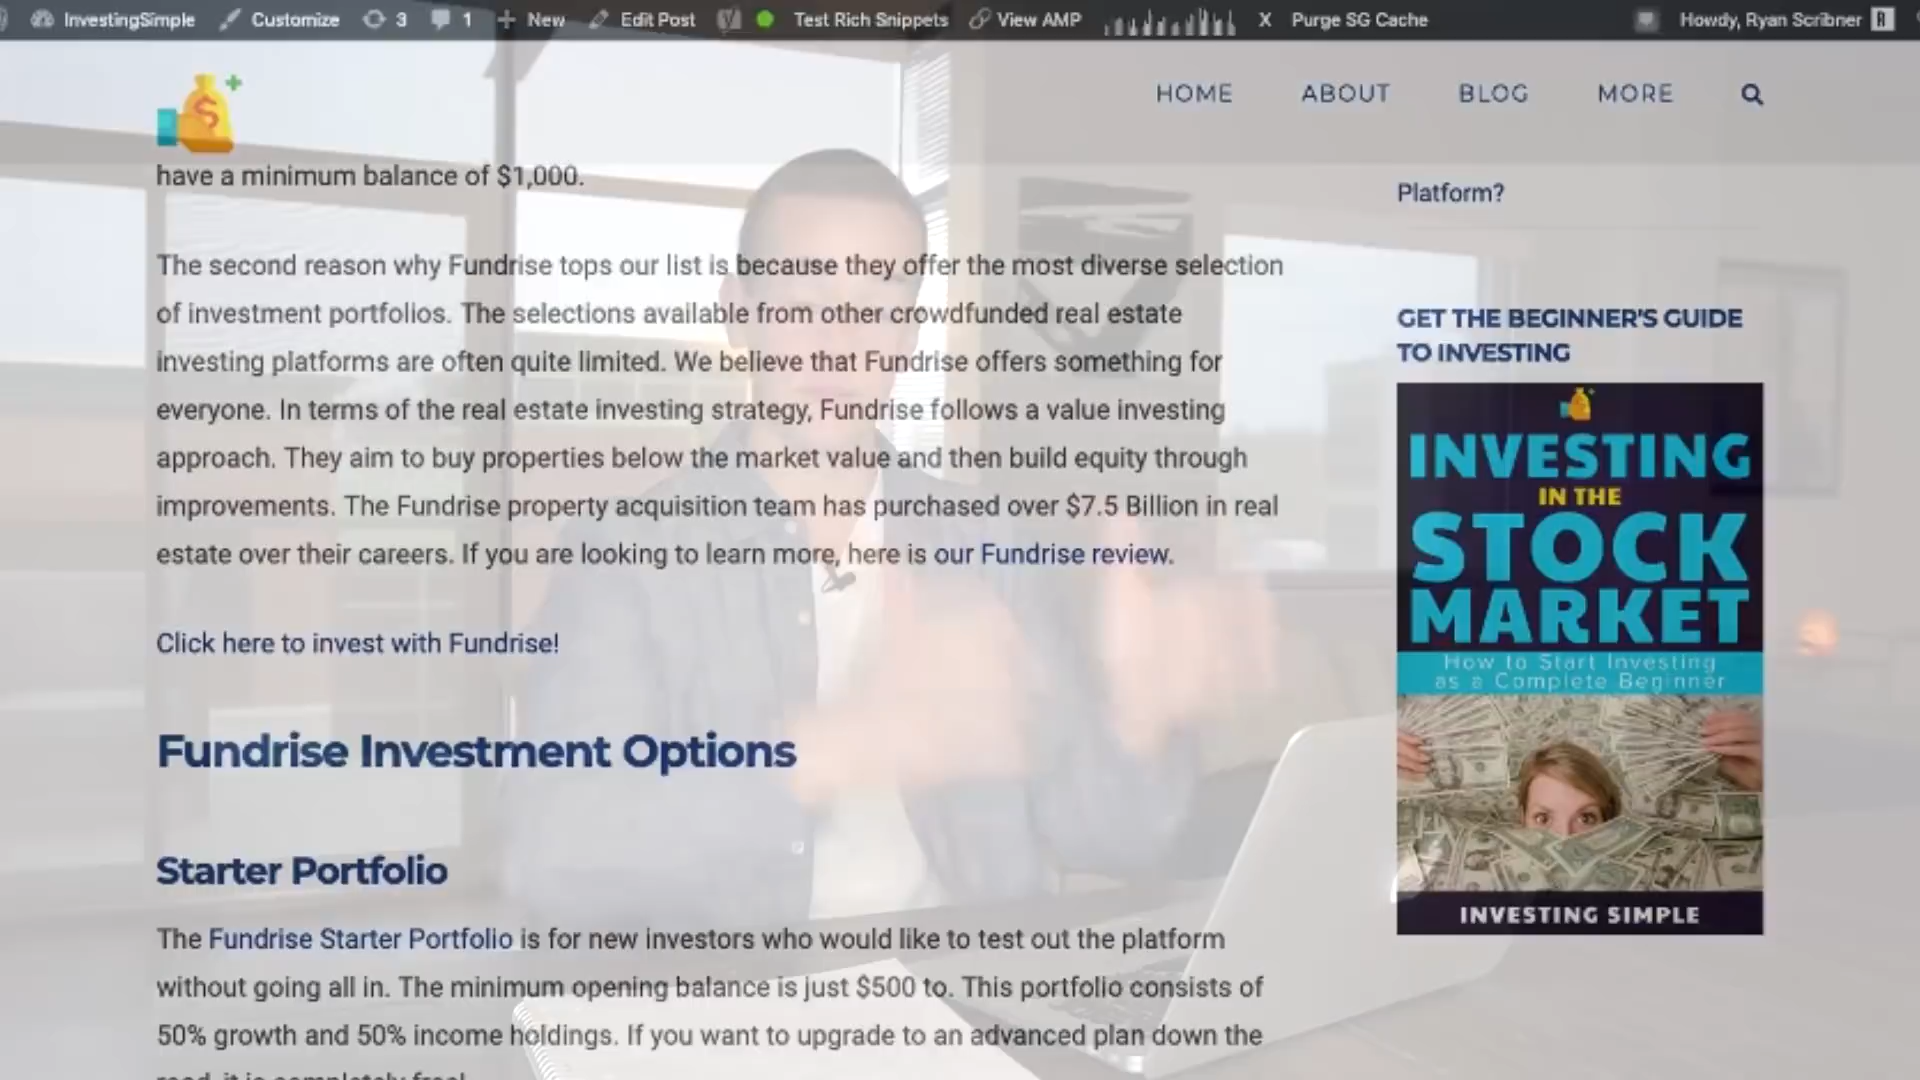 InvestingSimple Customize 3 1 New Edit Post Test Rich Snippets View AMP X Purge SG Cache Howdy, Ryan Scribner
HOME ABOUT BLOG MORE
have a minimum balance of $1,000.
The second reason why Fundrise tops our list is because they offer the most diverse selection
of investment portfolios. The selections available from other crowdfunded real estate
investing platforms are often quite limited. We believe that Fundrise offers something for
everyone. In terms of the real estate investing strategy, Fundrise follows a value investing
approach. They aim to buy properties below the market value and then build equity through
improvements. The Fundrise property acquisition team has purchased over $7.5 Billion in real
estate over their careers. If you are looking to learn more, here is our Fundrise review.
Click here to invest with Fundrise!
Fundrise Investment Options
Starter Portfolio
The Fundrise Starter Portfolio is for new investors who would like to test out the platform
without going all in. The minimum opening balance is just $500 to. This portfolio consists of
50% growth and 50% income holdings. If you want to upgrade to an advanced plan down the
road, it is completely free!
Platform?
GET THE BEGINNER'S GUIDE
TO INVESTING
INVESTING
IN THE
STOCK
MARKET
How to Start Investing
as a Complete Beginner
INVESTING SIMPLE